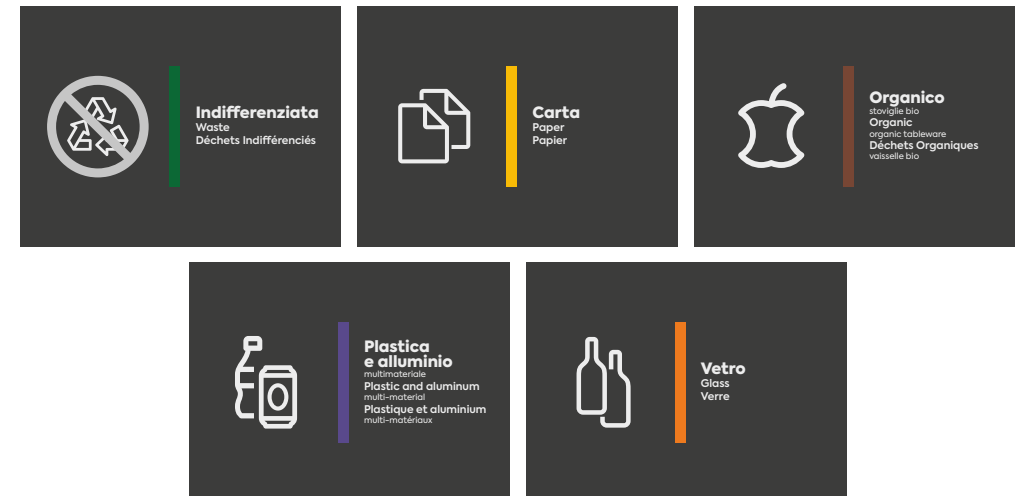 Indifferenziata
Waste
Déchets Indifférenciés
Carta
Paper
Papier
Organico
stoviglie bio
Organic
organic tableware
Déchets Organiques
vaisselle bio
Plastica
e alluminio
multimateriale
Plastic and aluminum
multi-material
Plastique et aluminium
multi-matériaux
Vetro
Glass
Verre